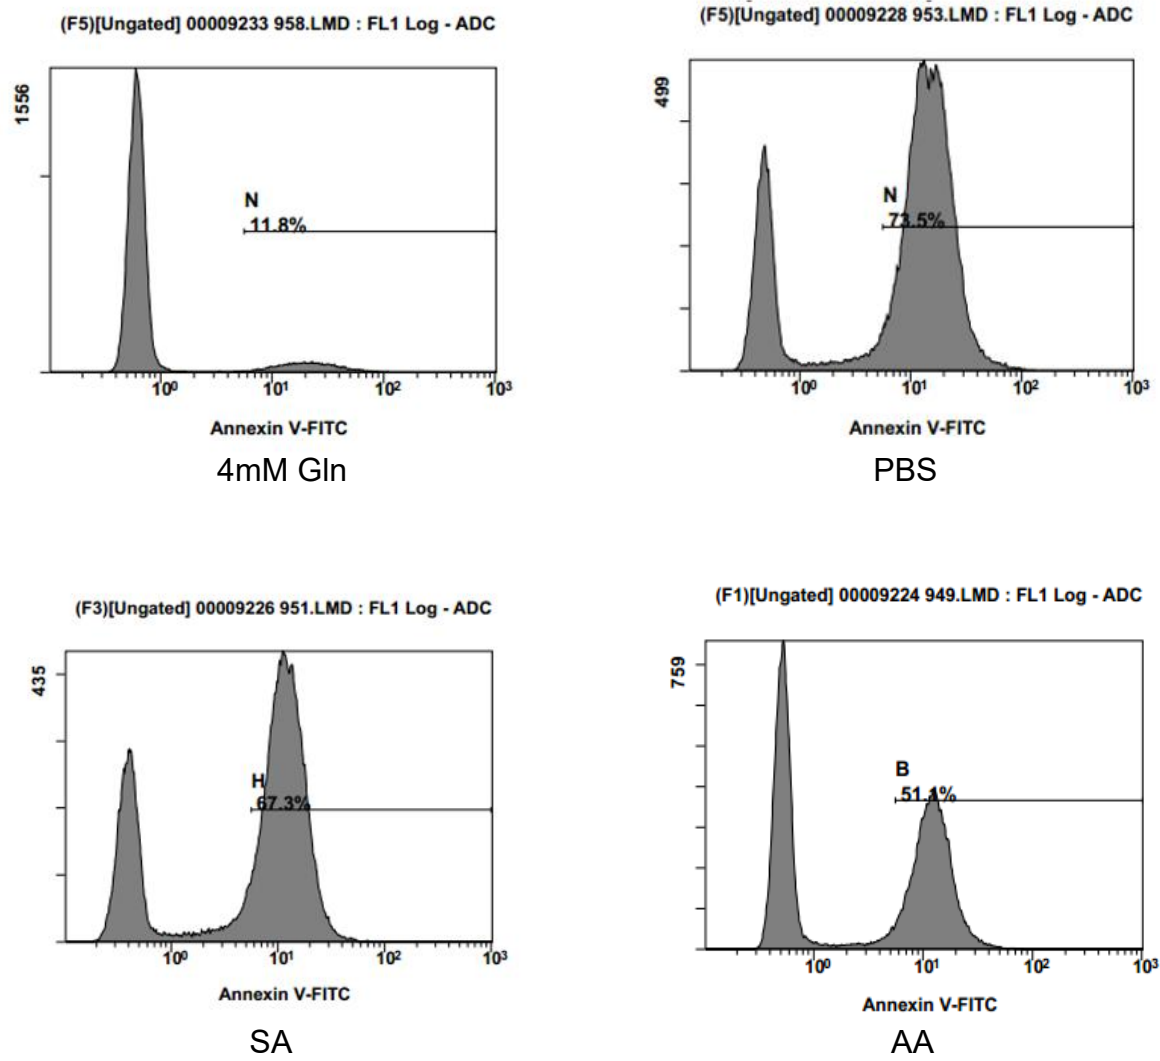 (F5)[Ungated] 00009233 958.LMD : FL1 Log - ADC
1556
N
11.8%
10⁰ 10¹ 10² 10³
Annexin V-FITC
4mM Gln
(F5)[Ungated] 00009228 953.LMD : FL1 Log - ADC
499
N
73.5%
10⁰ 10¹ 10² 10³
Annexin V-FITC
PBS
(F3)[Ungated] 00009226 951.LMD : FL1 Log - ADC
435
H
67.3%
10⁰ 10¹ 10² 10³
Annexin V-FITC
SA
(F1)[Ungated] 00009224 949.LMD : FL1 Log - ADC
759
B
51.1%
10⁰ 10¹ 10² 10³
Annexin V-FITC
AA